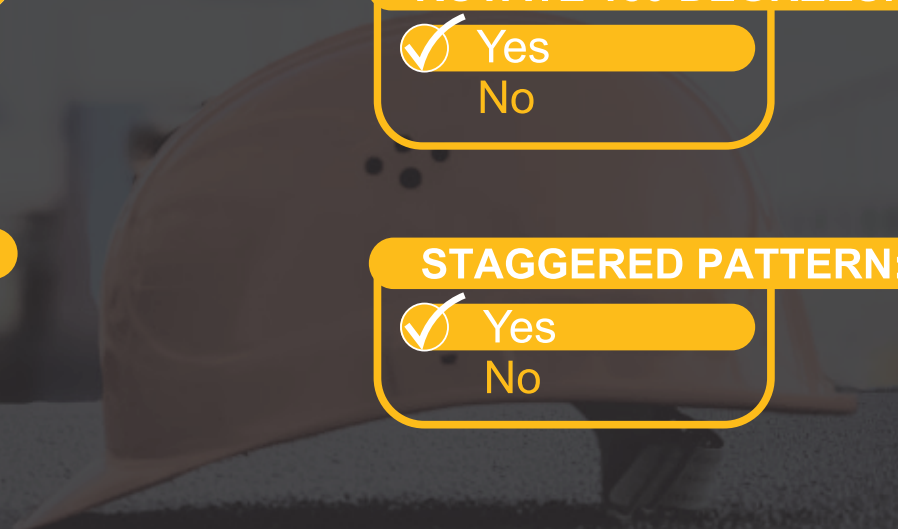 Yes
No
STAGGERED PATTERN:
Yes
No